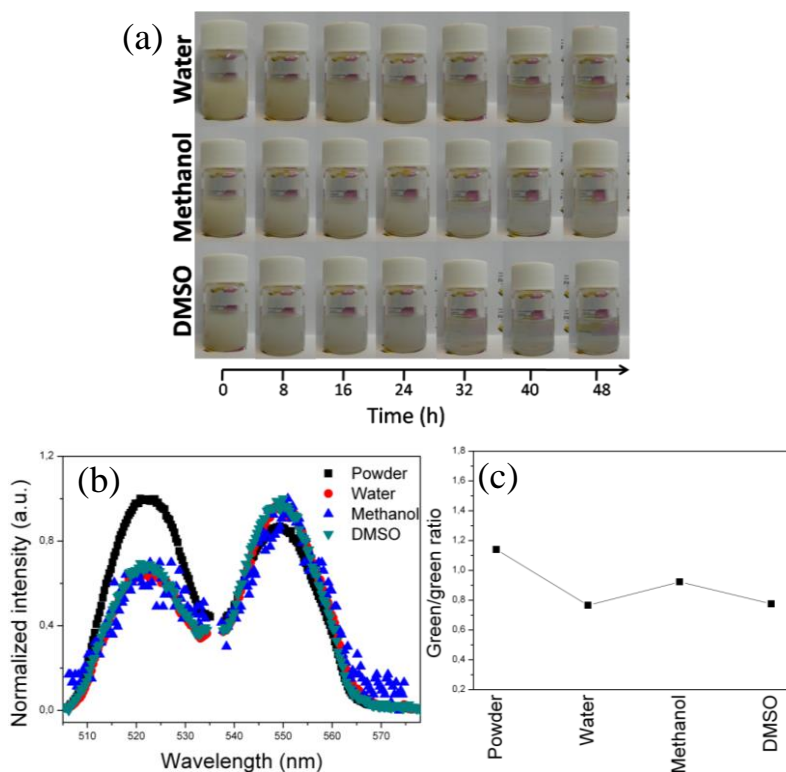 (a)
Water
Methanol
DMSO
0 8 16 24 32 40 48
Time (h)
(b)
Normalized intensity (a.u.)
1,2
0,8
0,4
0,0
Powder
Water
Methanol
DMSO
510 520 530 540 550 560 570
Wavelength (nm)
(c)
Green/green ratio
1,8
1,6
1,4
1,2
1,0
0,8
0,6
0,4
0,2
Powder
Water
Methanol
DMSO